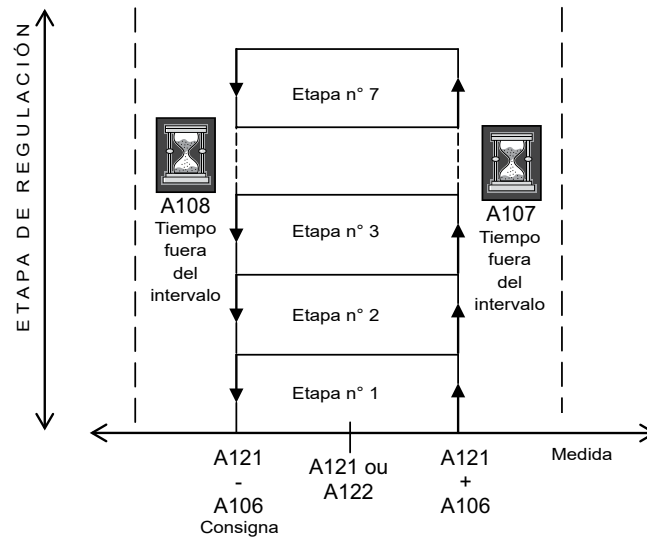 ETAPA DE REGULACIÓN
Etapa n° 7
A108
Tiempo
fuera
del
intervalo
A107
Tiempo
fuera
del
intervalo
Etapa n° 3
Etapa n° 2
Etapa n° 1
Medida
A121
-
A106
Consigna
A121 ou
A122
A121
+
A106